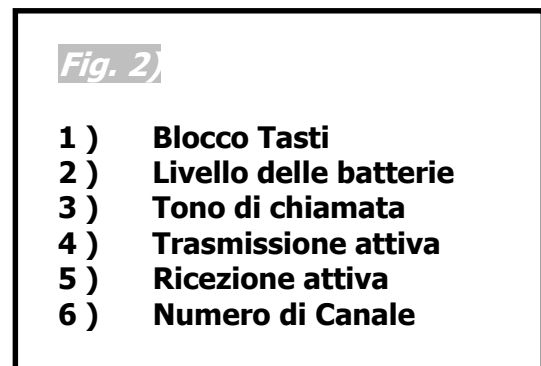 Fig. 2)
1 ) Blocco Tasti
2 ) Livello delle batterie
3 ) Tono di chiamata
4 ) Trasmissione attiva
5 ) Ricezione attiva
6 ) Numero di Canale